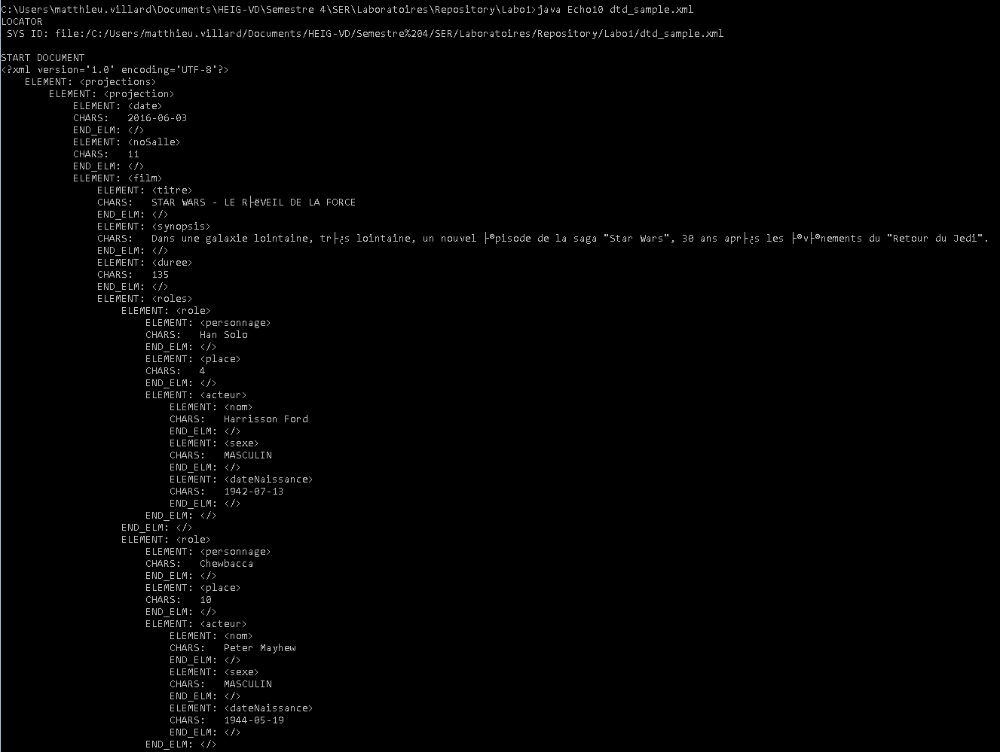 C:\Users\matthieu.villard\Documents\HEIG-VD\Semestre 4\SER\Laboratoires\Repository\Labo1>java Echo10 dtd_sample.xml
LOCATOR
 SYS ID: file:/C:/Users/matthieu.villard/Documents/HEIG-VD/Semestre%204/SER/Laboratoires/Repository/Labo1/dtd_sample.xml

START DOCUMENT
<?xml version='1.0' encoding='UTF-8'?>
    ELEMENT: <projections>
        ELEMENT: <projection>
            ELEMENT: <date>
            CHARS:   2016-06-03
            END_ELM: </>
            ELEMENT: <noSalle>
            CHARS:   11
            END_ELM: </>
            ELEMENT: <film>
                ELEMENT: <titre>
                CHARS:   STAR WARS - LE R├ëVEIL DE LA FORCE
                END_ELM: </>
                ELEMENT: <synopsis>
                CHARS:   Dans une galaxie lointaine, tr├¿s lointaine, un nouvel ├®pisode de la saga "Star Wars", 30 ans apr├¿s les ├®v├®nements du "Retour du Jedi".
                END_ELM: </>
                ELEMENT: <duree>
                CHARS:   135
                END_ELM: </>
                ELEMENT: <roles>
                    ELEMENT: <role>
                        ELEMENT: <personnage>
                        CHARS:   Han Solo
                        END_ELM: </>
                        ELEMENT: <place>
                        CHARS:   4
                        END_ELM: </>
                        ELEMENT: <acteur>
                            ELEMENT: <nom>
                            CHARS:   Harrisson Ford
                            END_ELM: </>
                            ELEMENT: <sexe>
                            CHARS:   MASCULIN
                            END_ELM: </>
                            ELEMENT: <dateNaissance>
                            CHARS:   1942-07-13
                            END_ELM: </>
                        END_ELM: </>
                    END_ELM: </>
                    ELEMENT: <role>
                        ELEMENT: <personnage>
                        CHARS:   Chewbacca
                        END_ELM: </>
                        ELEMENT: <place>
                        CHARS:   10
                        END_ELM: </>
                        ELEMENT: <acteur>
                            ELEMENT: <nom>
                            CHARS:   Peter Mayhew
                            END_ELM: </>
                            ELEMENT: <sexe>
                            CHARS:   MASCULIN
                            END_ELM: </>
                            ELEMENT: <dateNaissance>
                            CHARS:   1944-05-19
                            END_ELM: </>
                        END_ELM: </>